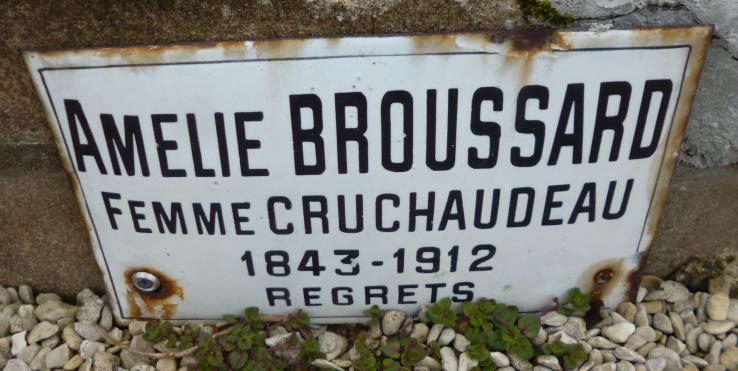 AMELIE BROUSSARD
FEMME CRUCHAUDEAU
1843-1912
REGRETS